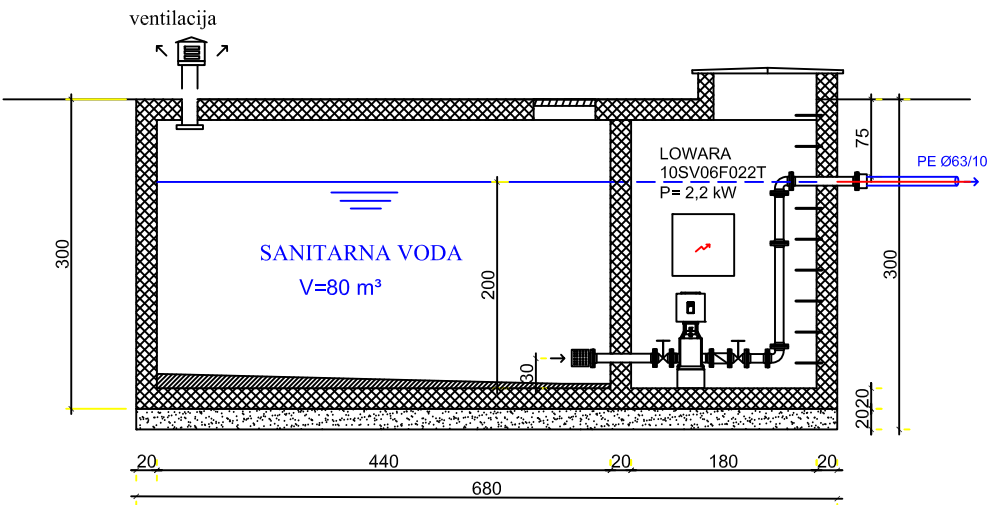 ventilacija
LOWARA
10SV06F022T
P= 2,2 kW
75
PE Ø63/10
SANITARNA VODA
V=80 m³
300
200
300
30
20
20
20
440
20
180
20
680